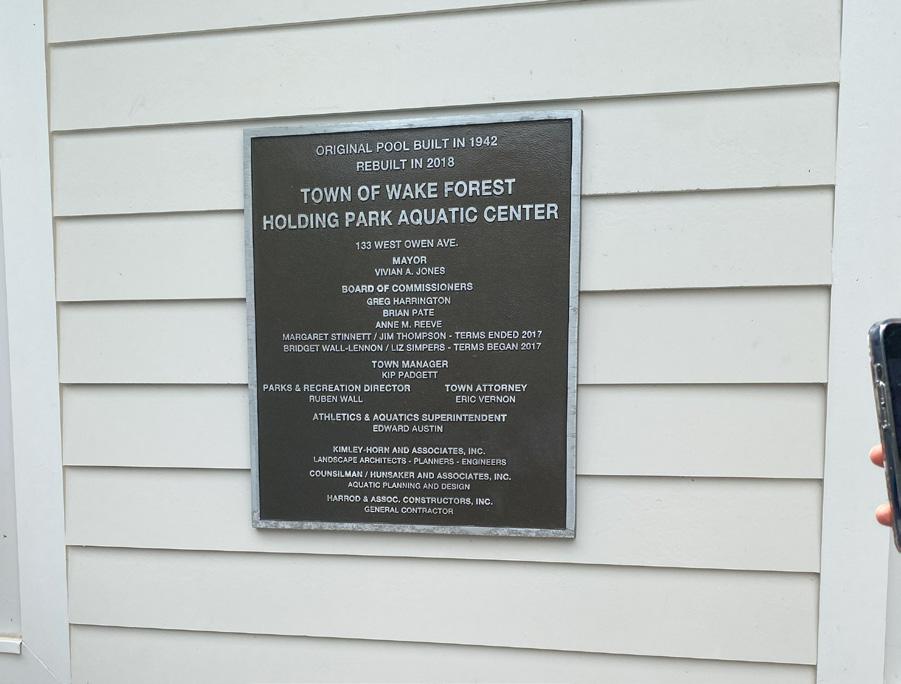 ORIGINAL POOL BUILT IN 1942
REBUILT IN 2018
TOWN OF WAKE FOREST
HOLDING PARK AQUATIC CENTER
133 WEST OWEN AVE.
MAYOR
VIVIAN A. JONES
BOARD OF COMMISSIONERS
GREG HARRINGTON
BRIAN PATE
ANNE M. REEVE
MARGARET STINNETT / JIM THOMPSON - TERMS ENDED 2017
BRIDGET WALL-LENNON / LIZ SIMPERS - TERMS BEGAN 2017
TOWN MANAGER
KIP PADGETT
PARKS & RECREATION DIRECTOR TOWN ATTORNEY
RUBEN WALL ERIC VERNON
ATHLETICS & AQUATICS SUPERINTENDENT
EDWARD AUSTIN
KIMLEY-HORN AND ASSOCIATES, INC.
LANDSCAPE ARCHITECTS - PLANNERS - ENGINEERS
COUNSILMAN / HUNSAKER AND ASSOCIATES, INC.
AQUATIC PLANNING AND DESIGN
HARROD & ASSOC. CONSTRUCTORS, INC.
GENERAL CONTRACTOR